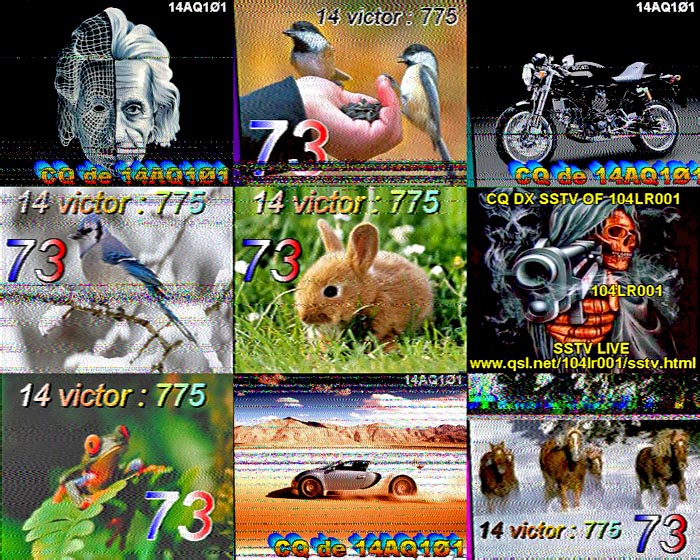 14AQ1Ø1
CQ de 14AQ1Ø1
14 victor : 775
73
14AQ1Ø1
CQ de 14AQ1Ø1
14 victor : 775
73
14 victor : 775
73
CQ DX SSTV OF 104LR001
104LR001
SSTV LIVE
www.qsl.net/104lr001/sstv.html
14 victor : 775
73
14AQ1Ø1
CQ de 14AQ1Ø1
14 victor : 775
73